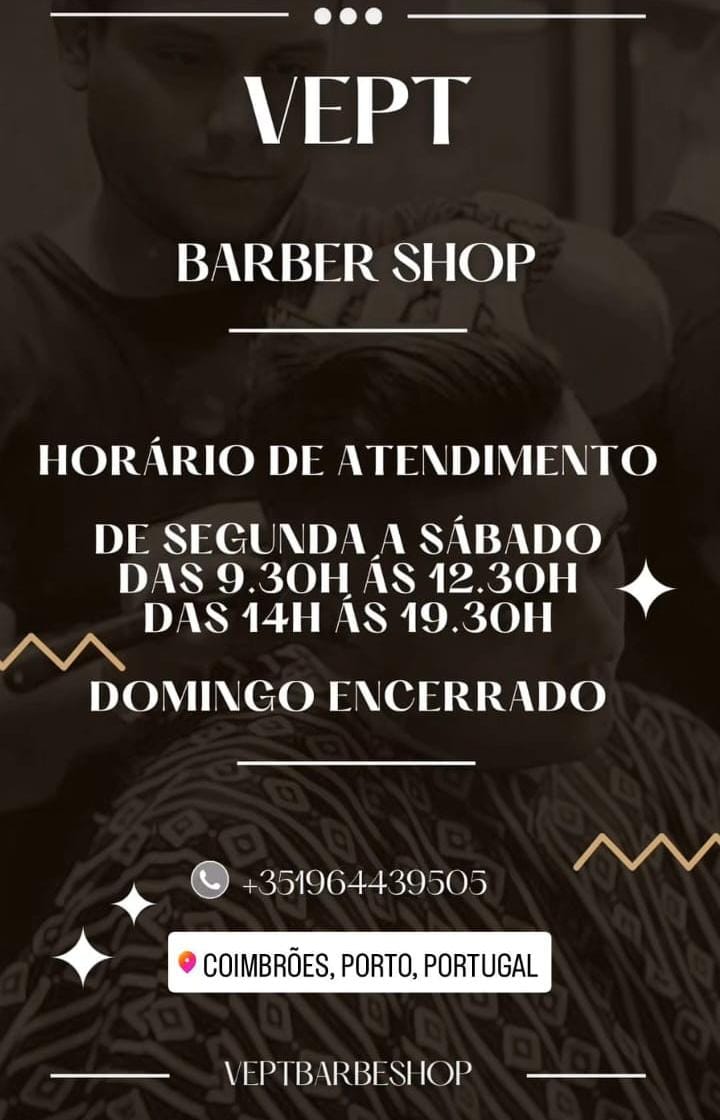 VEPT
BARBER SHOP
HORÁRIO DE ATENDIMENTO
DE SEGUNDA A SÁBADO
DAS 9.30H ÁS 12.30H
DAS 14H ÁS 19.30H
DOMINGO ENCERRADO
+351964439505
COIMBRÕES, PORTO, PORTUGAL
VEPTBARBESHOP